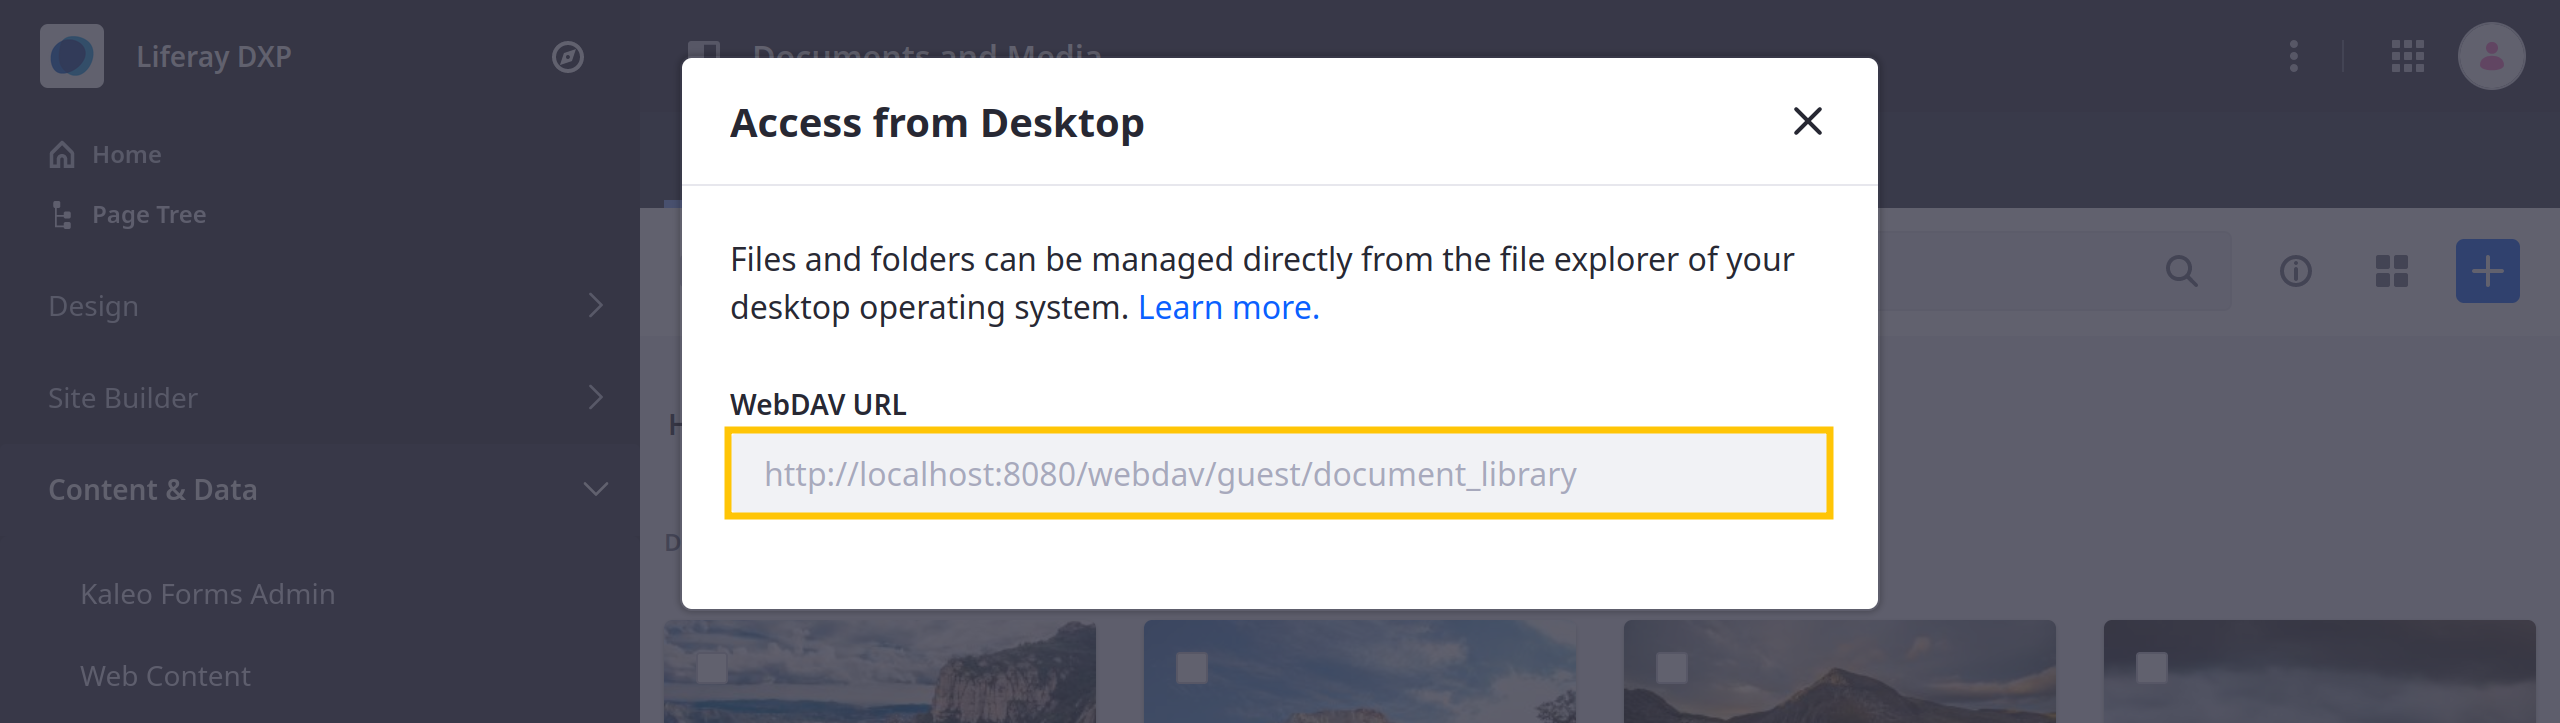 Liferay DXP
Home
Page Tree
Design
Site Builder
Content & Data
Kaleo Forms Admin
Web Content
Documents and Media
Access from Desktop
Files and folders can be managed directly from the file explorer of your
desktop operating system. Learn more.
WebDAV URL
http://localhost:8080/webdav/guest/document_library